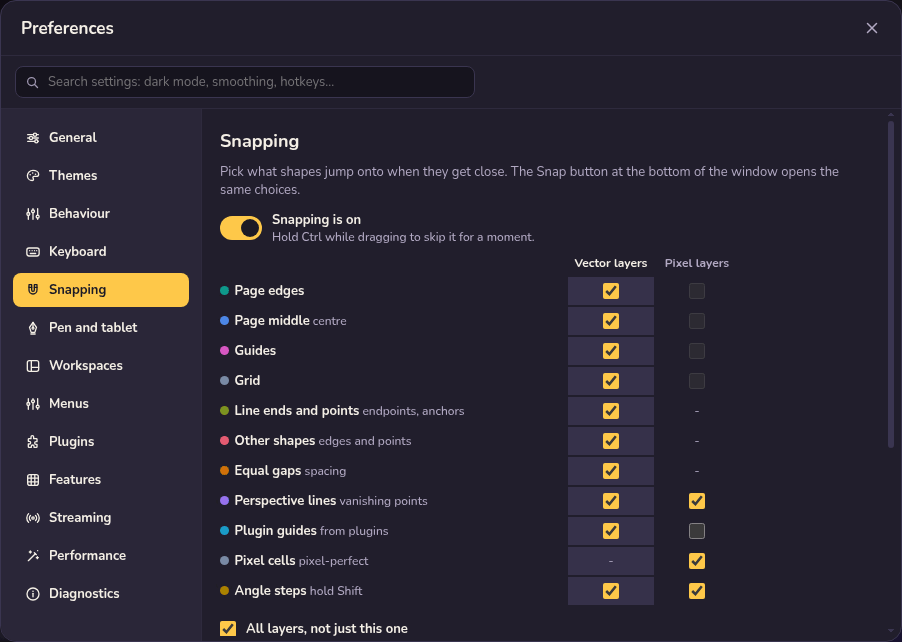 Preferences
Search settings: dark mode, smoothing, hotkeys...
General
Themes
Behaviour
Keyboard
Snapping
Pen and tablet
Workspaces
Menus
Plugins
Features
Streaming
Performance
Diagnostics
Snapping
Pick what shapes jump onto when they get close. The Snap button at the bottom of the window opens the
same choices.
Snapping is on
Hold Ctrl while dragging to skip it for a moment.
Vector layers Pixel layers
Page edges
Page middle centre
Guides
Grid
Line ends and points endpoints, anchors -
Other shapes edges and points -
Equal gaps spacing -
Perspective lines vanishing points
Plugin guides from plugins
Pixel cells pixel-perfect -
Angle steps hold Shift
All layers, not just this one